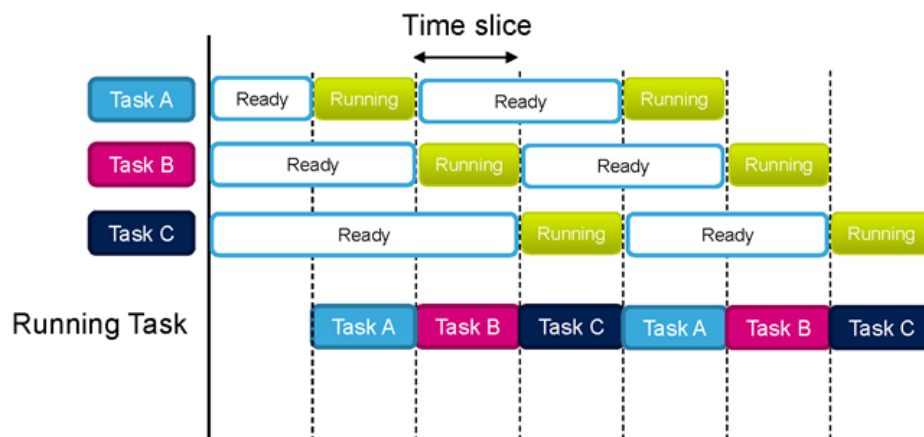 Time slice
Task A Ready Running Ready Running
Task B Ready Running Ready Running
Task C Ready Running Ready Running
Running Task Task A Task B Task C Task A Task B Task C